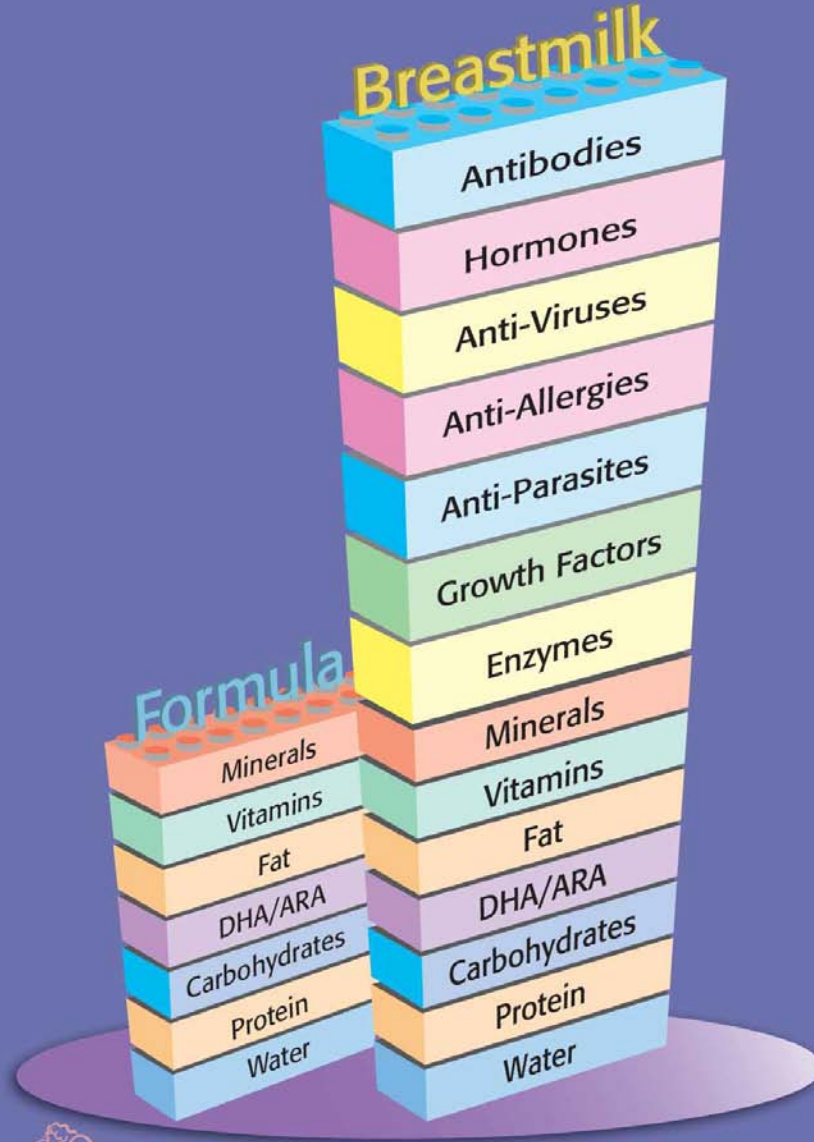 Breastmilk
Antibodies
Hormones
Anti-Viruses
Anti-Allergies
Anti-Parasites
Growth Factors
Enzymes
Minerals
Vitamins
Fat
DHA/ARA
Carbohydrates
Protein
Water
Formula
Minerals
Vitamins
Fat
DHA/ARA
Carbohydrates
Protein
Water